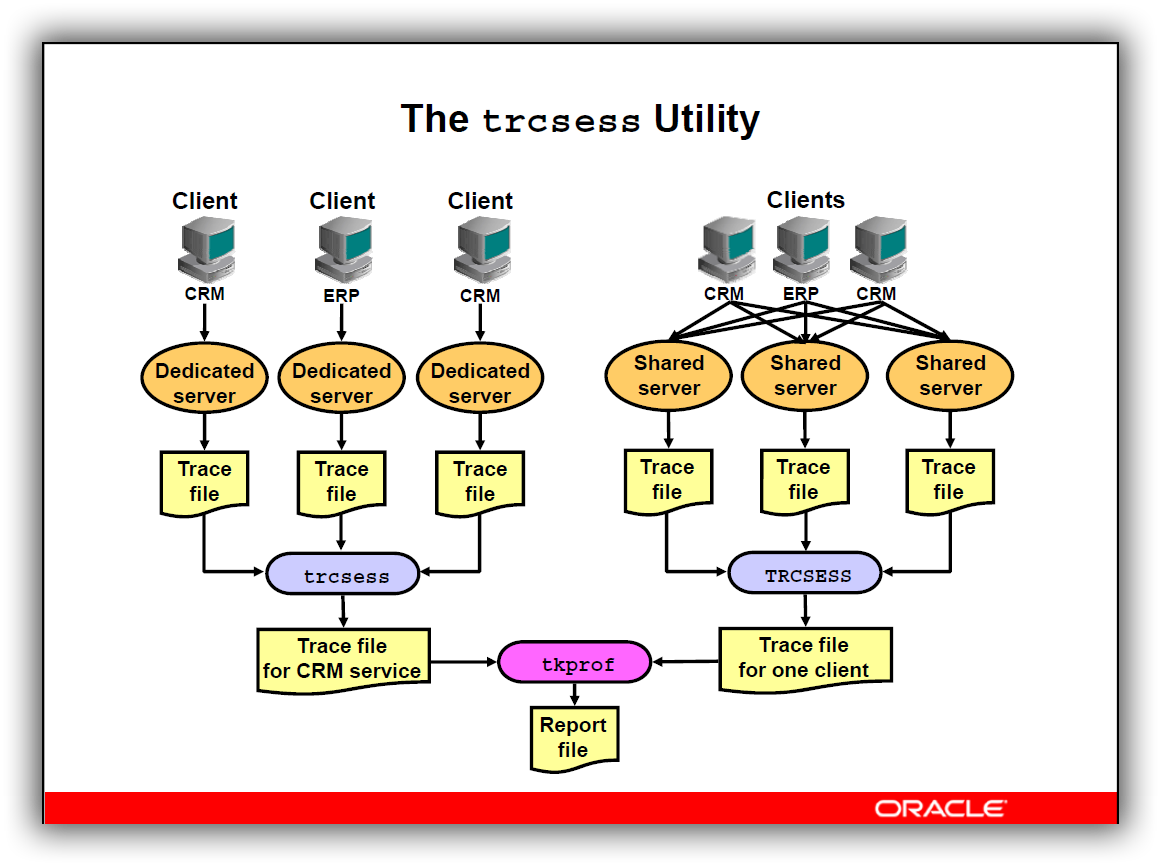 The trcsess Utility
Client
Client
Client
Clients
CRM
ERP
CRM
CRM
ERP
CRM
Dedicated
server
Dedicated
server
Dedicated
server
Shared
server
Shared
server
Shared
server
Trace
file
Trace
file
Trace
file
Trace
file
Trace
file
Trace
file
trcsess
TRCSESS
Trace file
for CRM service
tkprof
Trace file
for one client
Report
file
ORACLE